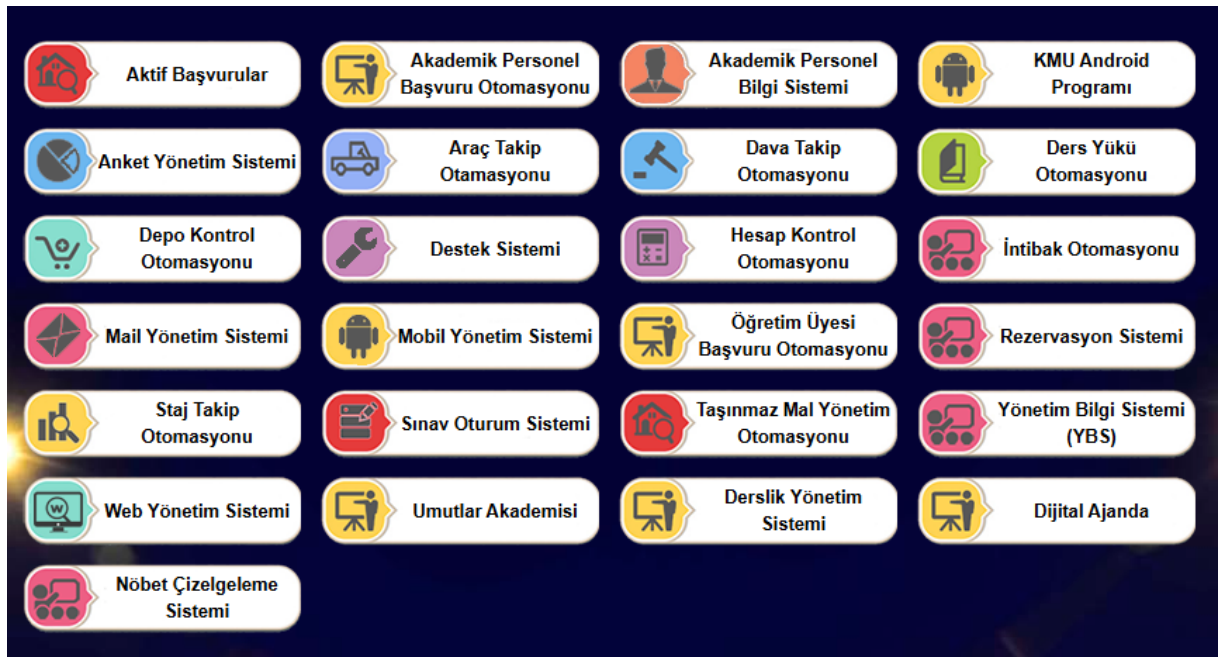 Aktif Başvurular
Akademik Personel
Başvuru Otomasyonu
Akademik Personel
Bilgi Sistemi
KMU Android
Programı
Anket Yönetim Sistemi
Araç Takip
Otamasyonu
Dava Takip
Otomasyonu
Ders Yükü
Otomasyonu
Depo Kontrol
Otomasyonu
Destek Sistemi
Hesap Kontrol
Otomasyonu
İntibak Otomasyonu
Mail Yönetim Sistemi
Mobil Yönetim Sistemi
Öğretim Üyesi
Başvuru Otomasyonu
Rezervasyon Sistemi
Staj Takip
Otomasyonu
Sınav Oturum Sistemi
Taşınmaz Mal Yönetim
Otomasyonu
Yönetim Bilgi Sistemi
(YBS)
W
Web Yönetim Sistemi
Umutlar Akademisi
Derslik Yönetim
Sistemi
Dijital Ajanda
Nöbet Çizelgeleme
Sistemi